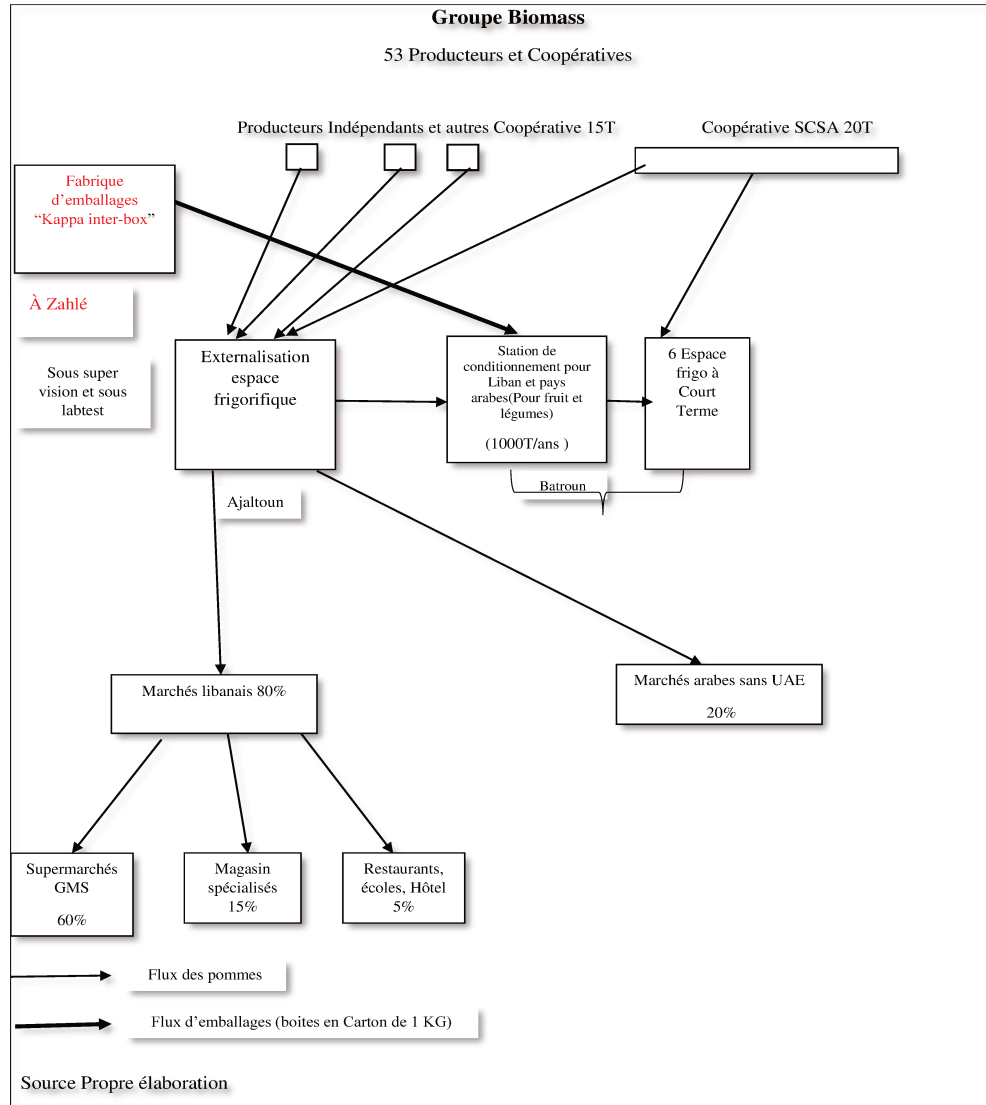 Groupe Biomass
53 Producteurs et Coopératives
Producteurs Indépendants et autres Coopérative 15T
Coopérative SCSA 20T
Fabrique
d’emballages
“Kappa inter-box”
À Zahlé
Sous super
vision et sous
labtest
Externalisation
espace
frigorifique
Station de
conditionnement pour
Liban et pays
arabes(Pour fruit et
légumes)
(1000T/ans )
6 Espace
frigo à
Court
Terme
Ajaltoun
Batroun
Marchés libanais 80%
Marchés arabes sans UAE
20%
Supermarchés
GMS
60%
Magasin
spécialisés
15%
Restaurants,
écoles, Hôtel
5%
Flux des pommes
Flux d’emballages (boites en Carton de 1 KG)
Source Propre élaboration